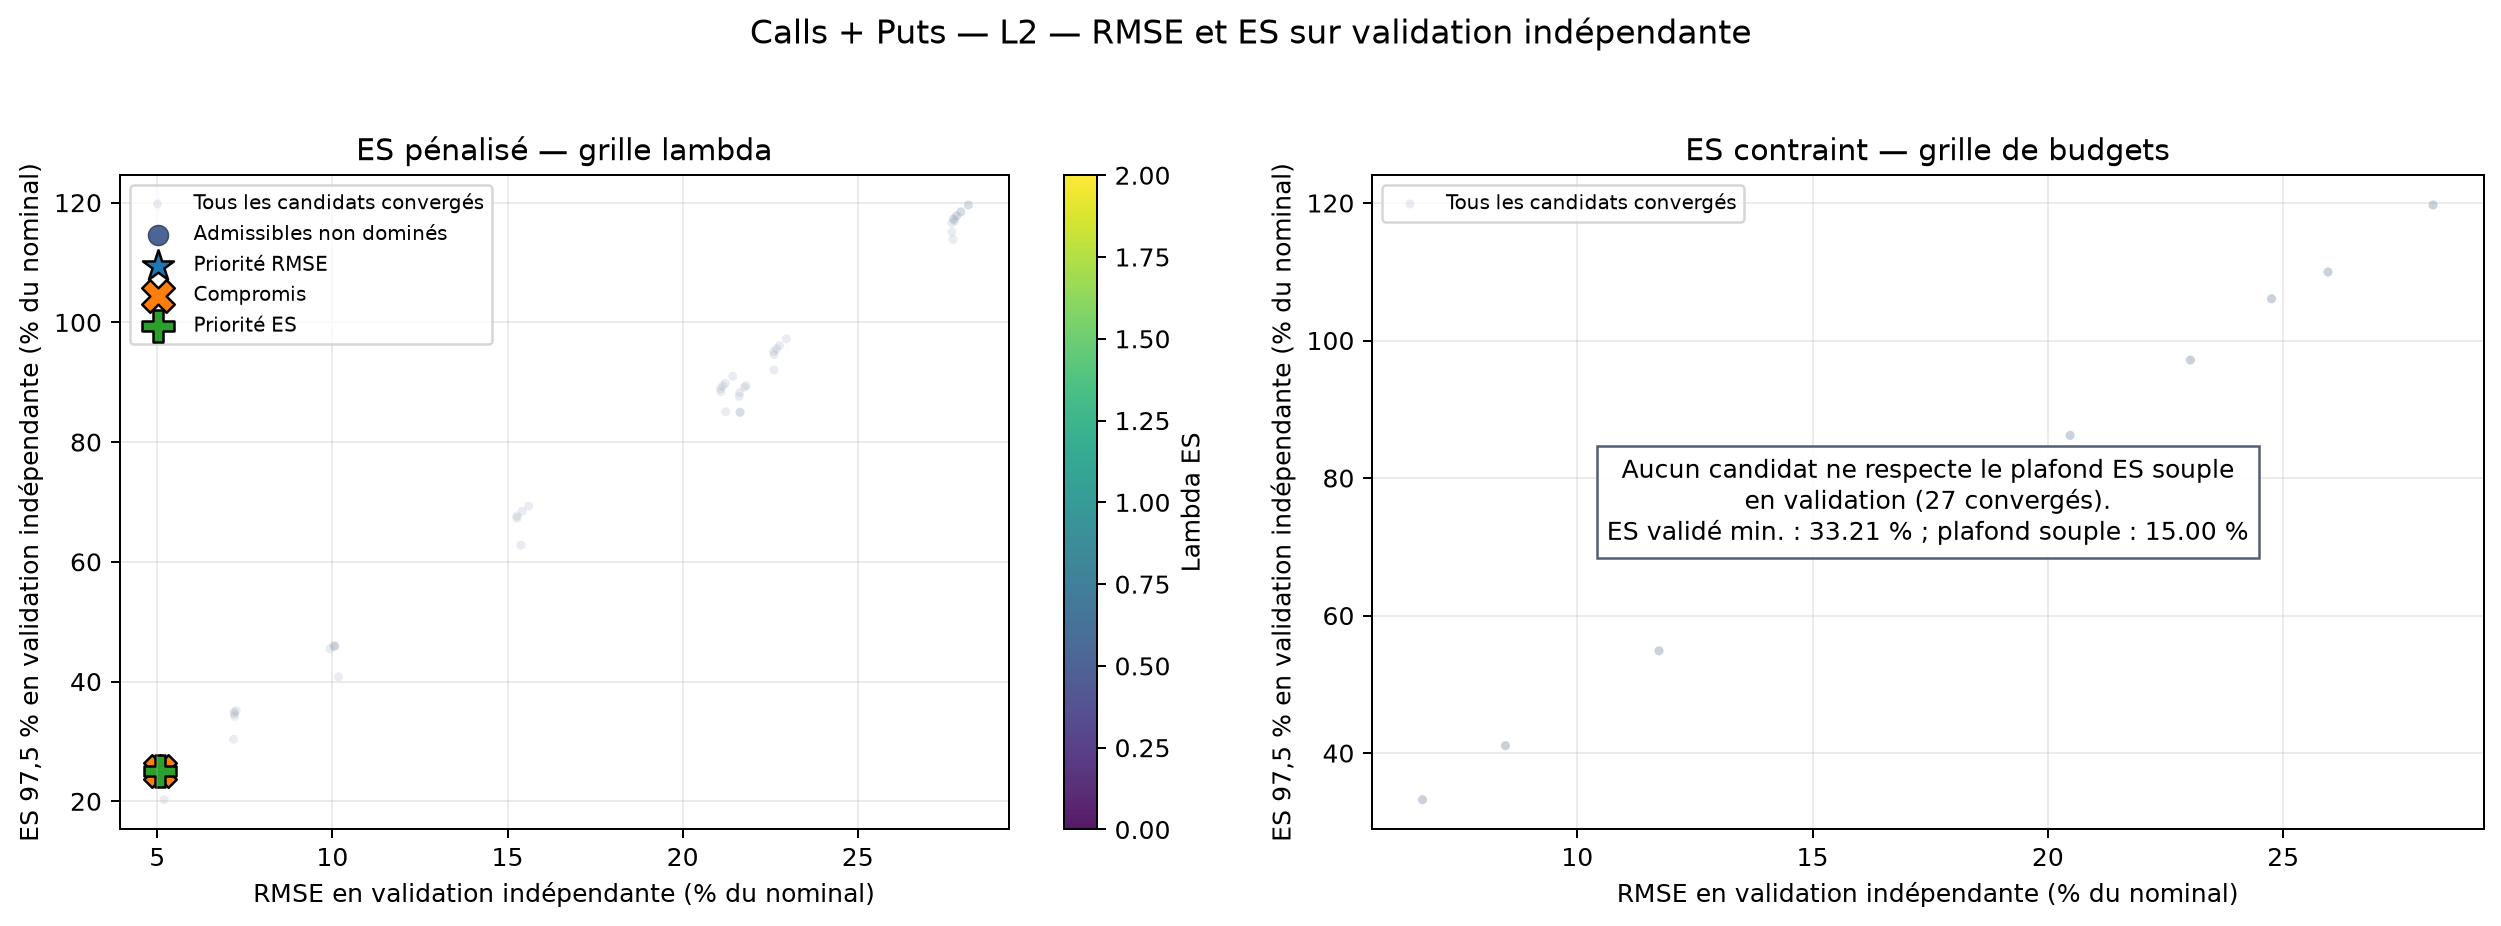 Calls + Puts — L2 — RMSE et ES sur validation indépendante
ES pénalisé — grille lambda
ES 97,5 % en validation indépendante (% du nominal)
120
100
80
60
40
20
Tous les candidats convergés
Admissibles non dominés
Priorité RMSE
Compromis
Priorité ES
5
10
15
20
25
RMSE en validation indépendante (% du nominal)
2.00
1.75
1.50
1.25
1.00
0.75
0.50
0.25
0.00
Lambda ES
ES contraint — grille de budgets
ES 97,5 % en validation indépendante (% du nominal)
120
100
80
60
40
Tous les candidats convergés
Aucun candidat ne respecte le plafond ES souple
en validation (27 convergés).
ES validé min. : 33.21 % ; plafond souple : 15.00 %
10
15
20
25
RMSE en validation indépendante (% du nominal)